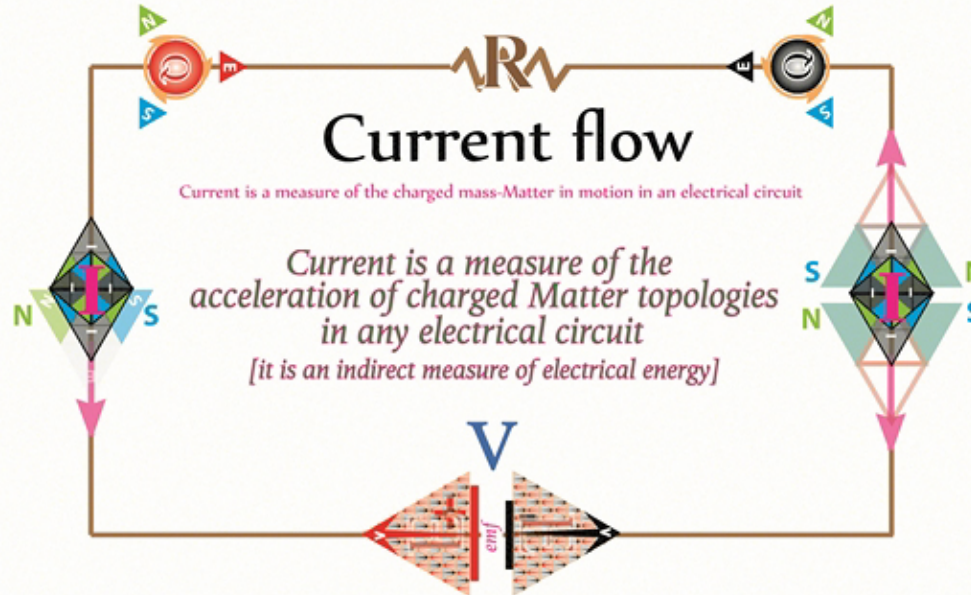 N
N
E
S
R
E
S
Current flow
Current is a measure of the charged mass-Matter in motion in an electrical circuit
Current is a measure of the
acceleration of charged Matter topologies
in any electrical circuit
[it is an indirect measure of electrical energy]
I
N
N
S
S
I
S
N
N
S
V
emf